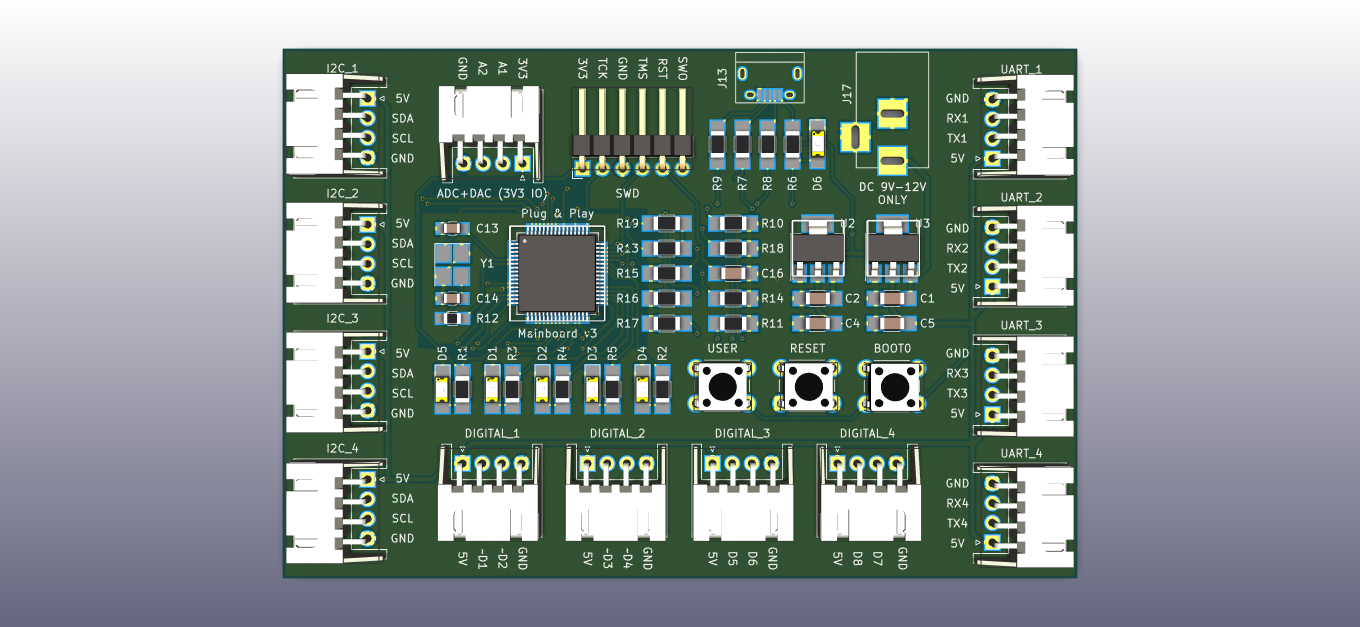 I2C_1
5V
SDA
SCL
GND
I2C_2
5V
SDA
SCL
GND
I2C_3
5V
SDA
SCL
GND
I2C_4
5V
SDA
SCL
GND
GND A2 A1 3V3
ADC+DAC (3V3 IO)
3V3 TCK GND TMS RST SWO
SWD
J13
J17
R9 R7 R8 R6 D6
DC 9V-12V
ONLY
Plug & Play
Mainboard v3
C13
Y1
C14
R12
R19
R13
R15
R16
R17
R10
R18
C16
R14
R11
U2
U3
C2
C1
C4
C5
D5 R1 D1 R3 D2 R4 D3 R5 D4 R2
USER
RESET
BOOT0
DIGITAL_1
5V ~D1 ~D2 GND
DIGITAL_2
5V ~D3 ~D4 GND
DIGITAL_3
5V D5 D6 GND
DIGITAL_4
5V D8 D7 GND
UART_1
GND
RX1
TX1
5V
UART_2
GND
RX2
TX2
5V
UART_3
GND
RX3
TX3
5V
UART_4
GND
RX4
TX4
5V